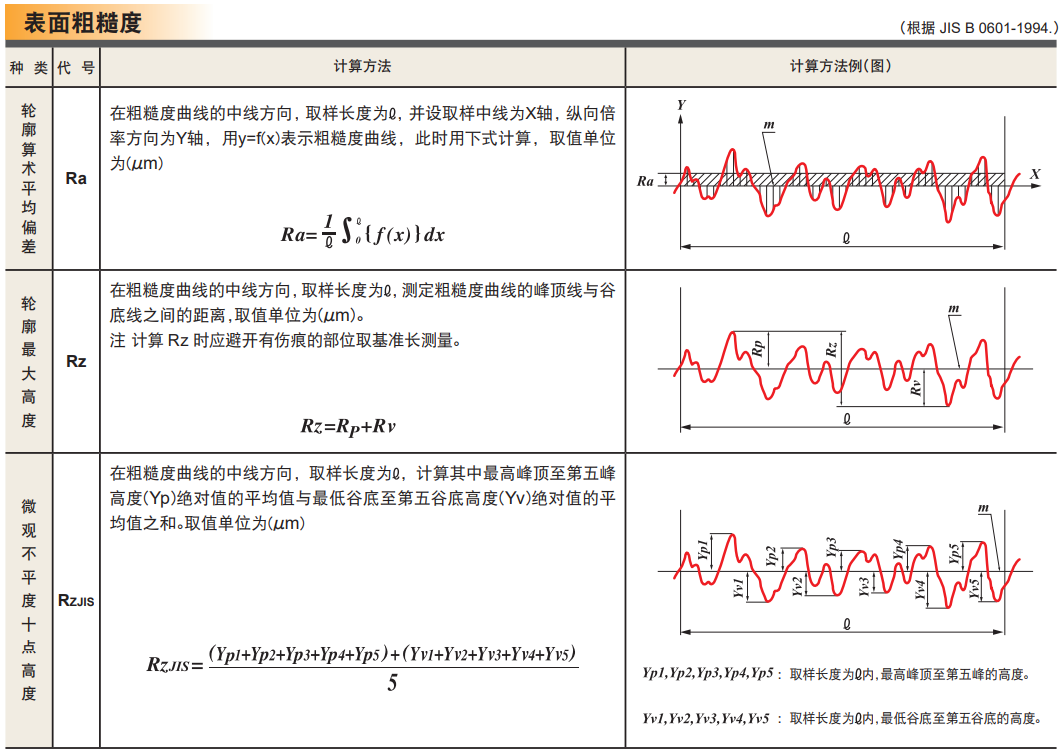 表面粗糙度
(根据 JIS B 0601-1994.)
种 类 代 号 计算方法 计算方法例(图)
轮廓算术平均偏差
Ra
在粗糙度曲线的中线方向，取样长度为ℓ，并设取样中线为X轴，纵向倍
率方向为Y轴，用y=f(x)表示粗糙度曲线，此时用下式计算，取值单位
为(μm)
Ra= 1/ℓ ∫₀^ℓ {f(x)}dx
Y
m
Ra
X
ℓ
轮廓最大高度
Rz
在粗糙度曲线的中线方向，取样长度为ℓ，测定粗糙度曲线的峰顶线与谷
底线之间的距离，取值单位为(μm)。
注 计算 Rz 时应避开有伤痕的部位取基准长测量。
Rz=RP+Rv
m
Rp
Rz
Rv
ℓ
微观不平度十点高度
RZJIS
在粗糙度曲线的中线方向，取样长度为ℓ，计算其中最高峰顶至第五峰
高度(Yp)绝对值的平均值与最低谷底至第五谷底高度(Yv)绝对值的平
均值之和。取值单位为(μm)
RzJIS= (Yp1+Yp2+Yp3+Yp4+Yp5)+(Yv1+Yv2+Yv3+Yv4+Yv5)
5
m
Yp1
Yp2
Yp3
Yp4
Yp5
Yv1
Yv2
Yv3
Yv4
Yv5
ℓ
Yp1,Yp2,Yp3,Yp4,Yp5 : 取样长度为ℓ内，最高峰顶至第五峰的高度。
Yv1,Yv2,Yv3,Yv4,Yv5 : 取样长度为ℓ内，最低谷底至第五谷底的高度。